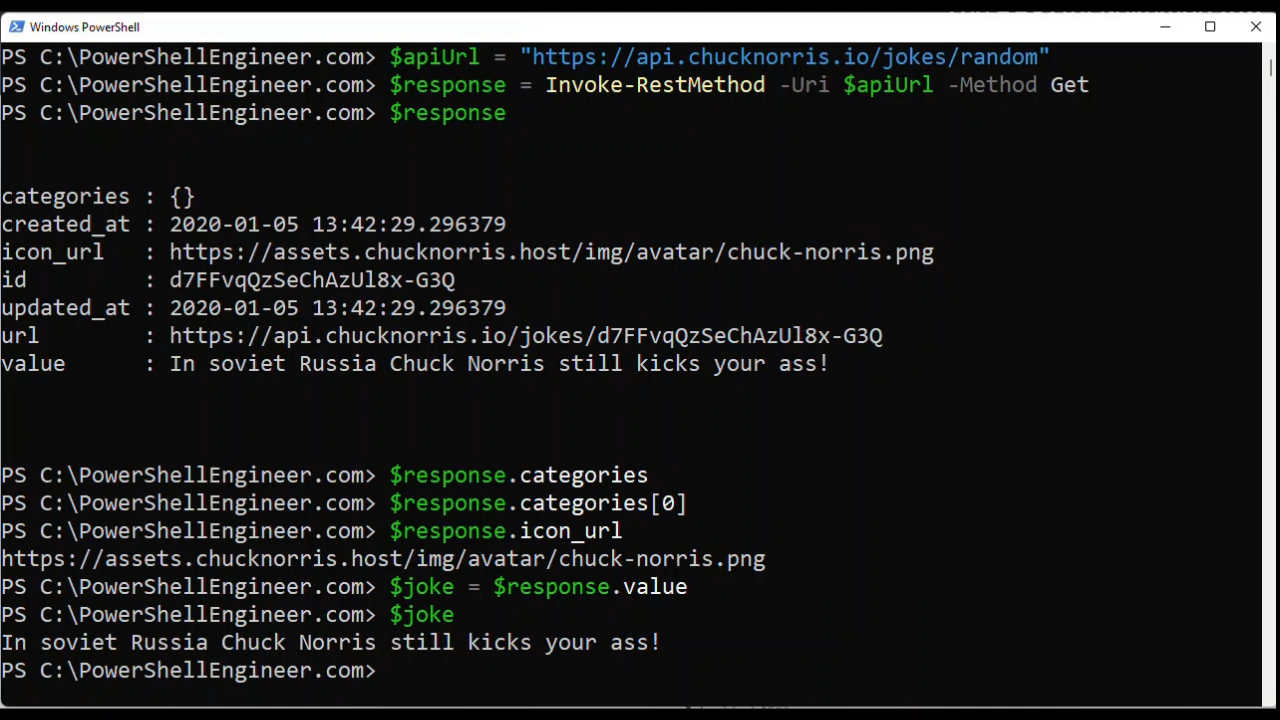 Windows PowerShell
PS C:\PowerShellEngineer.com> $apiUrl = "https://api.chucknorris.io/jokes/random"
PS C:\PowerShellEngineer.com> $response = Invoke-RestMethod -Uri $apiUrl -Method Get
PS C:\PowerShellEngineer.com> $response
categories : {}
created_at : 2020-01-05 13:42:29.296379
icon_url   : https://assets.chucknorris.host/img/avatar/chuck-norris.png
id         : d7FFvqQzSeChAzUl8x-G3Q
updated_at : 2020-01-05 13:42:29.296379
url        : https://api.chucknorris.io/jokes/d7FFvqQzSeChAzUl8x-G3Q
value      : In soviet Russia Chuck Norris still kicks your ass!
PS C:\PowerShellEngineer.com> $response.categories
PS C:\PowerShellEngineer.com> $response.categories[0]
PS C:\PowerShellEngineer.com> $response.icon_url
https://assets.chucknorris.host/img/avatar/chuck-norris.png
PS C:\PowerShellEngineer.com> $joke = $response.value
PS C:\PowerShellEngineer.com> $joke
In soviet Russia Chuck Norris still kicks your ass!
PS C:\PowerShellEngineer.com>